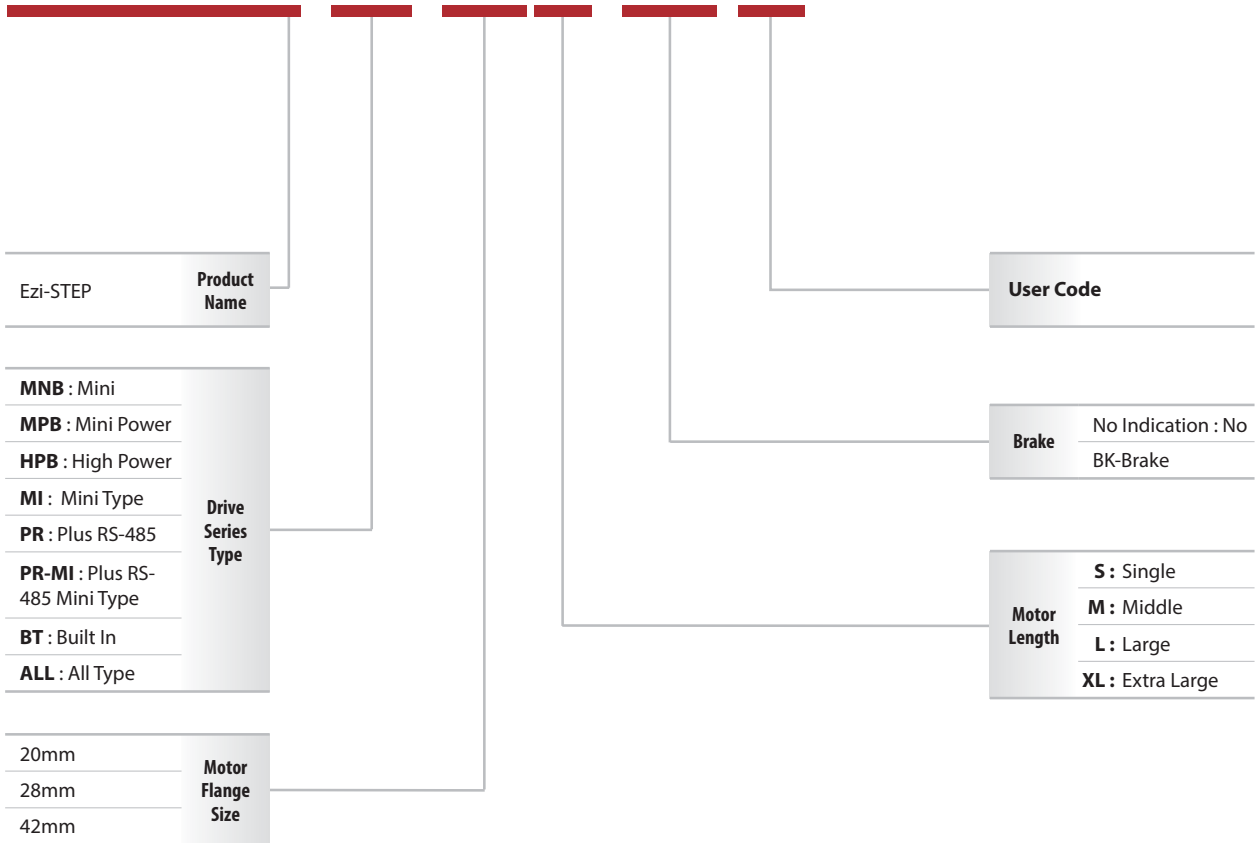 Ezi-STEP
Product
Name
MNB : Mini
MPB : Mini Power
HPB : High Power
MI :  Mini Type
PR : Plus RS-485
PR-MI : Plus RS-
485 Mini Type
BT : Built In
ALL : All Type
Drive
Series
Type
20mm
28mm
42mm
Motor
Flange
Size
User Code
Brake
No Indication : No
BK-Brake
Motor
Length
S : Single
M : Middle
L : Large
XL : Extra Large